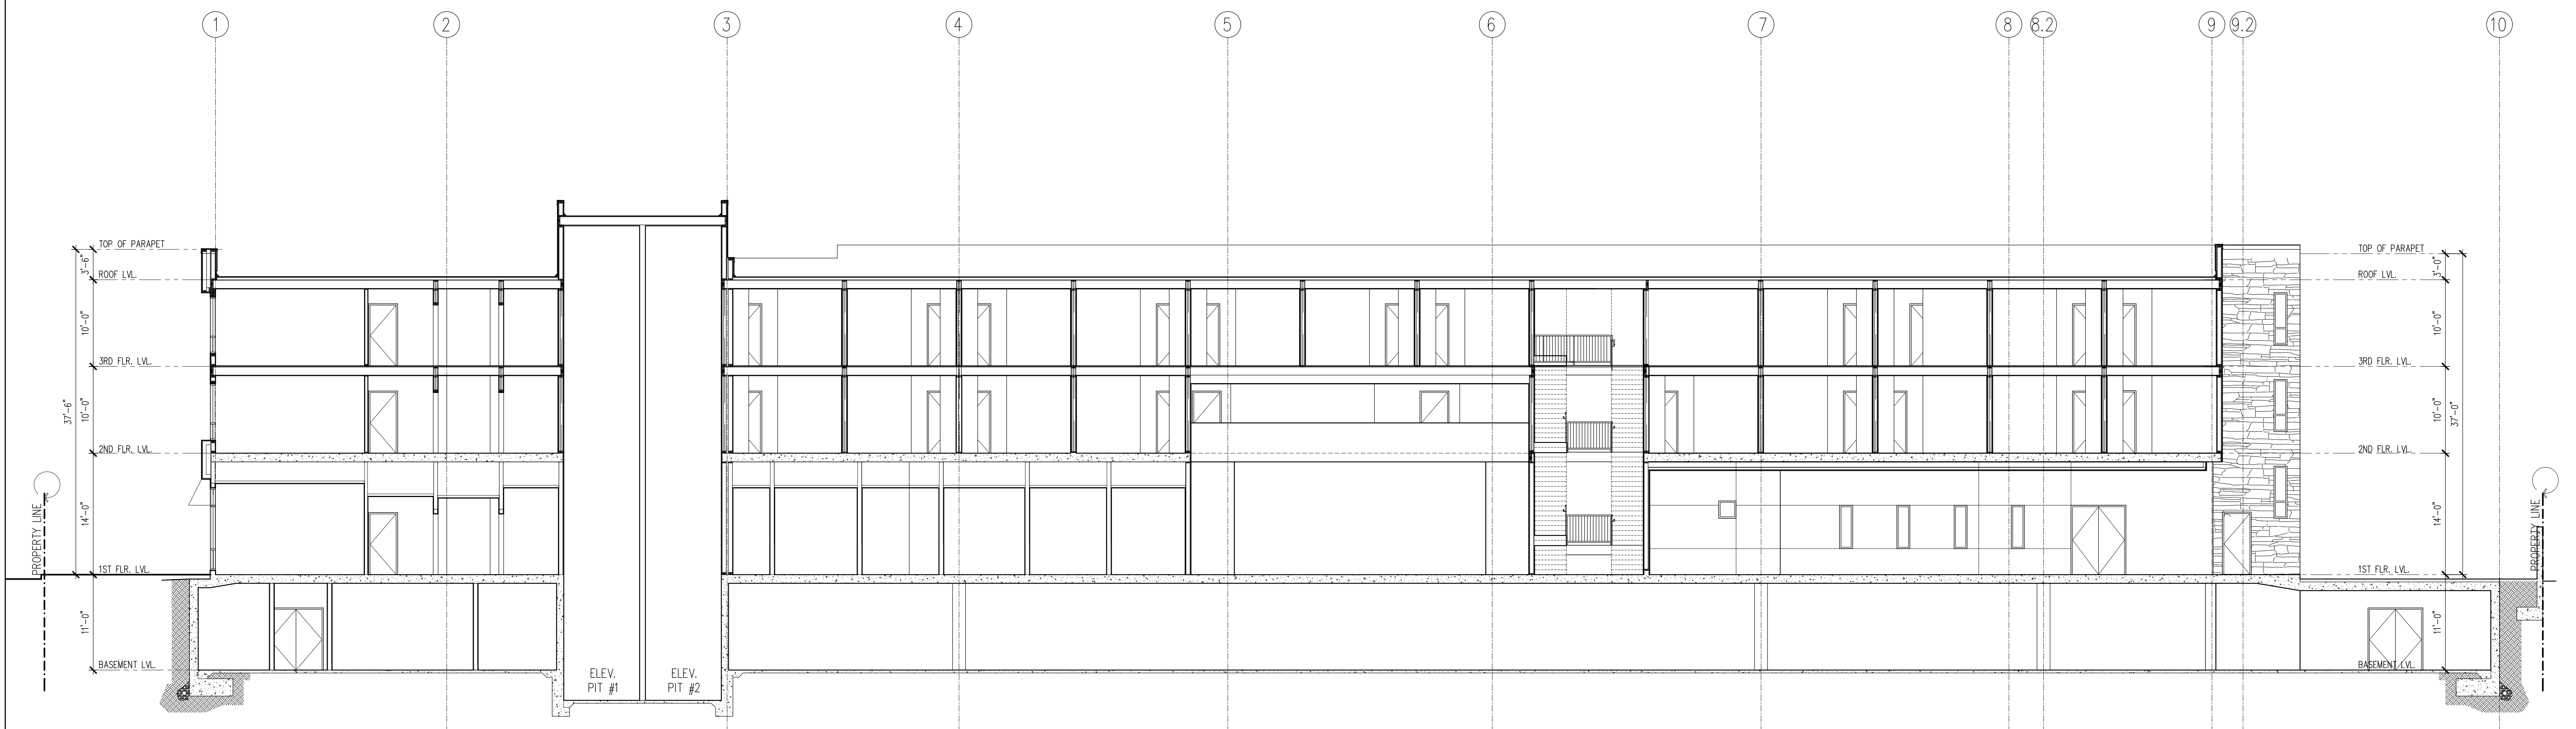 1 2 3 4 5 6 7 8 8.2 9 9.2 10
TOP OF PARAPET
3'-6"
ROOF LVL.
10'-0"
3RD FLR. LVL.
37'-6"
10'-0"
2ND FLR. LVL.
14'-0"
PROPERTY LINE
1ST FLR. LVL.
11'-0"
BASEMENT LVL.
ELEV.
PIT #1
ELEV.
PIT #2
TOP OF PARAPET
3'-0"
ROOF LVL.
10'-0"
3RD FLR. LVL.
10'-0"
37'-0"
2ND FLR. LVL.
14'-0"
PROPERTY LINE
1ST FLR. LVL.
11'-0"
BASEMENT LVL.